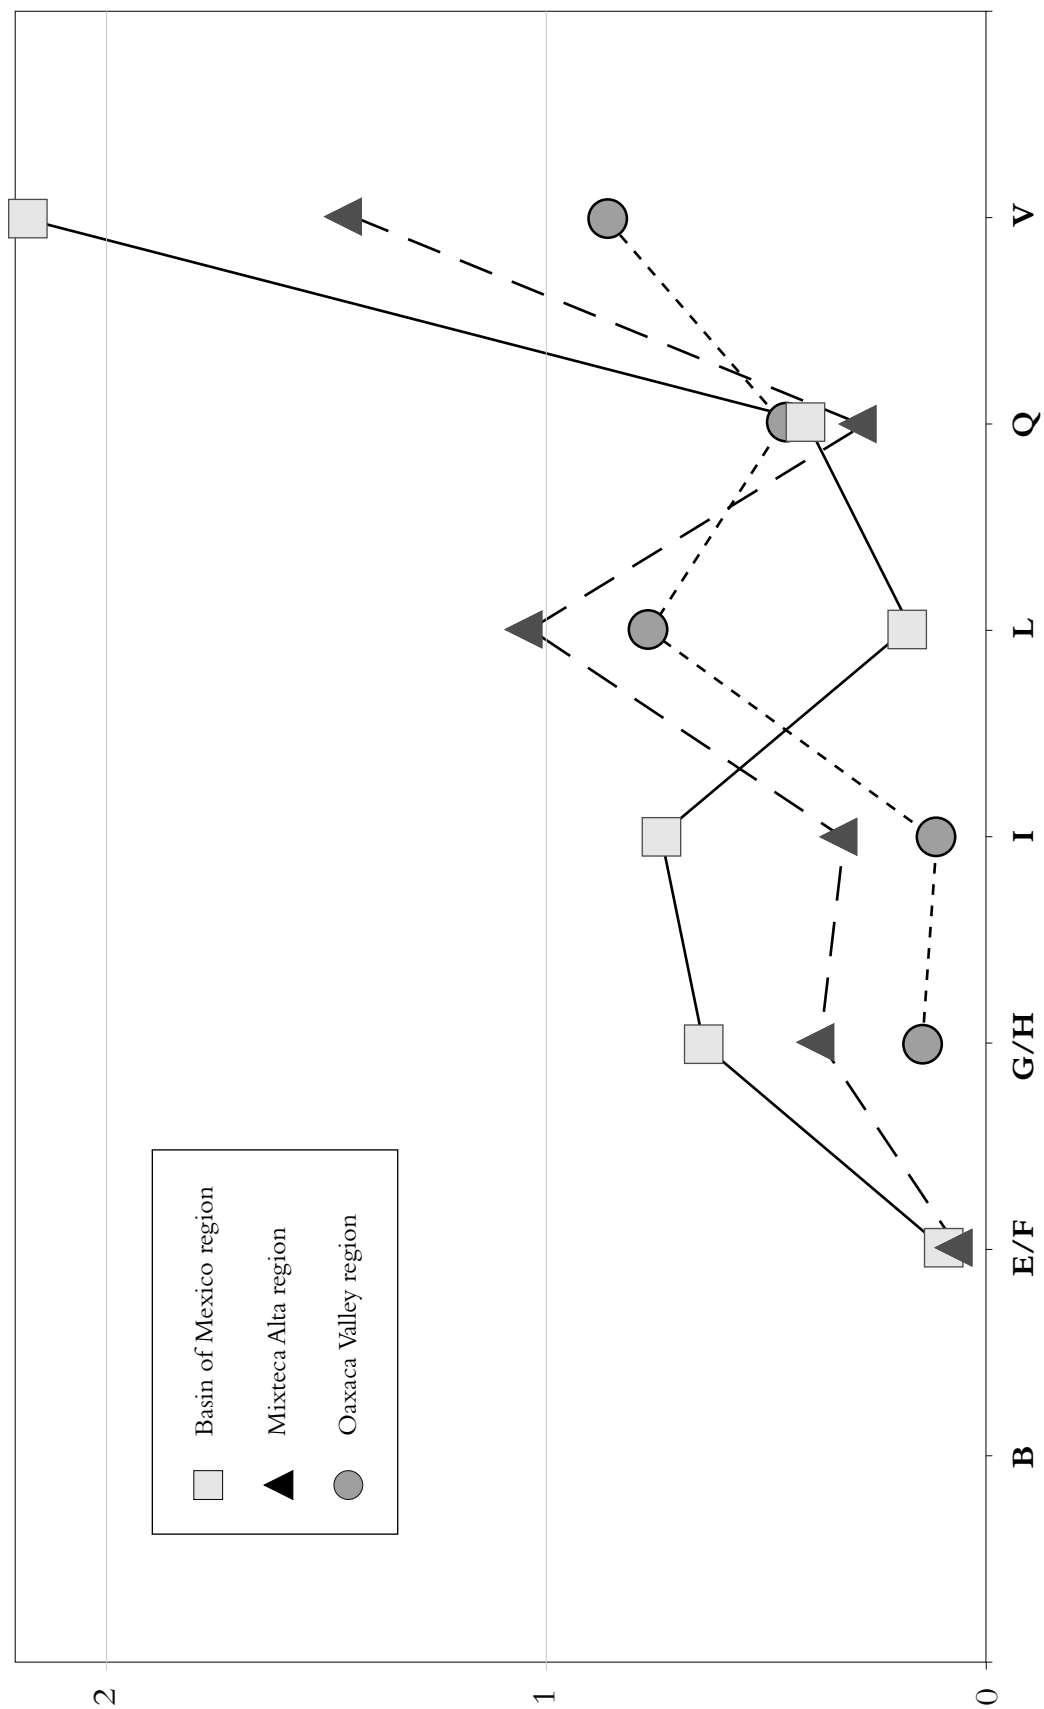 2
1
0
Basin of Mexico region
Mixteca Alta region
Oaxaca Valley region
B
E/F
G/H
I
L
Q
V